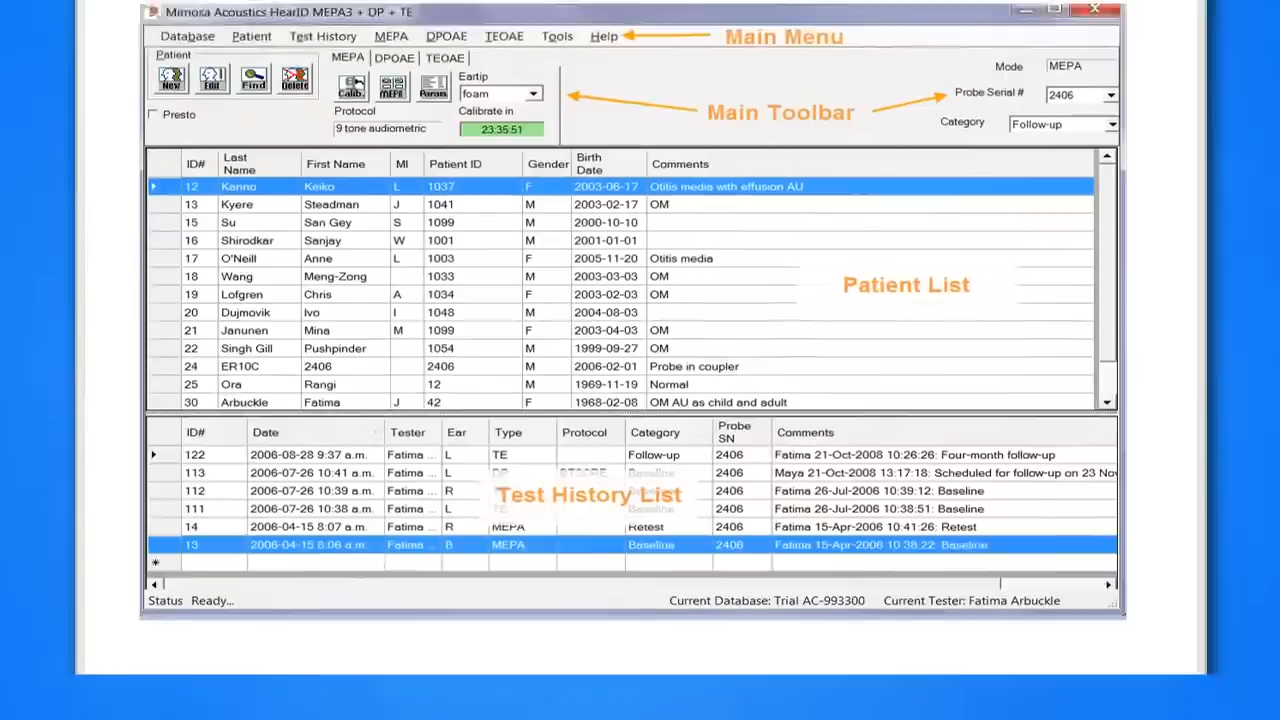 Mimosa Acoustics HearID MEPA3 + DP + TE
Database Patient Test History MEPA DPOAE TEOAE Tools Help Main Menu
Patient
New Edit Find Delete
Presto
MEPA DPOAE TEOAE
Calib. MEPA Param.
Eartip
foam
Protocol
9 tone audiometric
Calibrate in
23:35:51
Main Toolbar
Mode MEPA
Probe Serial # 2406
Category Follow-up
ID# Last Name First Name MI Patient ID Gender Birth Date Comments
12 Kanno Keiko L 1037 F 2003-06-17 Otitis media with effusion AU
13 Kyere Steadman J 1041 M 2003-02-17 OM
15 Su San Gey S 1099 M 2000-10-10
16 Shirodkar Sanjay W 1001 M 2001-01-01
17 O'Neill Anne L 1003 F 2005-11-20 Otitis media
18 Wang Meng-Zong 1033 M 2003-03-03 OM
19 Lofgren Chris A 1034 F 2003-02-03 OM
20 Dujmovik Ivo I 1048 M 2004-08-03
21 Janunen Mina M 1099 F 2003-04-03 OM
22 Singh Gill Pushpinder 1054 M 1999-09-27 OM
24 ER10C 2406 2406 M 2006-02-01 Probe in coupler
25 Ora Rangi 12 M 1969-11-19 Normal
30 Arbuckle Fatima J 42 F 1968-02-08 OM AU as child and adult
Patient List
ID# Date Tester Ear Type Protocol Category Probe SN Comments
122 2006-08-28 9:37 a.m. Fatima ... L TE Follow-up 2406 Fatima 21-Oct-2008 10:26:26: Four-month follow-up
113 2006-07-26 10:41 a.m. Fatima ... L DP Baseline 2406 Maya 21-Oct-2008 13:17:18: Scheduled for follow-up on 23 Nov
112 2006-07-26 10:39 a.m. Fatima ... R 2406 Fatima 26-Jul-2006 10:39:12: Baseline
111 2006-07-26 10:38 a.m. Fatima ... L TE Baseline 2406 Fatima 26-Jul-2006 10:38:51: Baseline
14 2006-04-15 8:07 a.m. Fatima ... R MEPA Retest 2406 Fatima 15-Apr-2006 10:41:26: Retest
13 2006-04-15 8:06 a.m. Fatima ... B MEPA Baseline 2406 Fatima 15-Apr-2006 10:38:22: Baseline
Test History List
Status Ready... Current Database: Trial AC-993300 Current Tester: Fatima Arbuckle